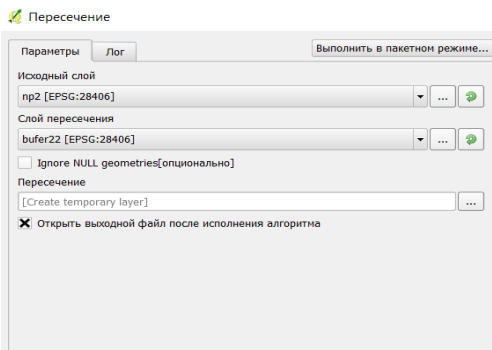 Пересечение
Параметры
Лог
Выполнить в пакетном режиме...
Исходный слой
np2 [EPSG:28406]
...
Слой пересечения
bufer22 [EPSG:28406]
...
Ignore NULL geometries[опционально]
Пересечение
[Create temporary layer]
...
Открыть выходной файл после исполнения алгоритма